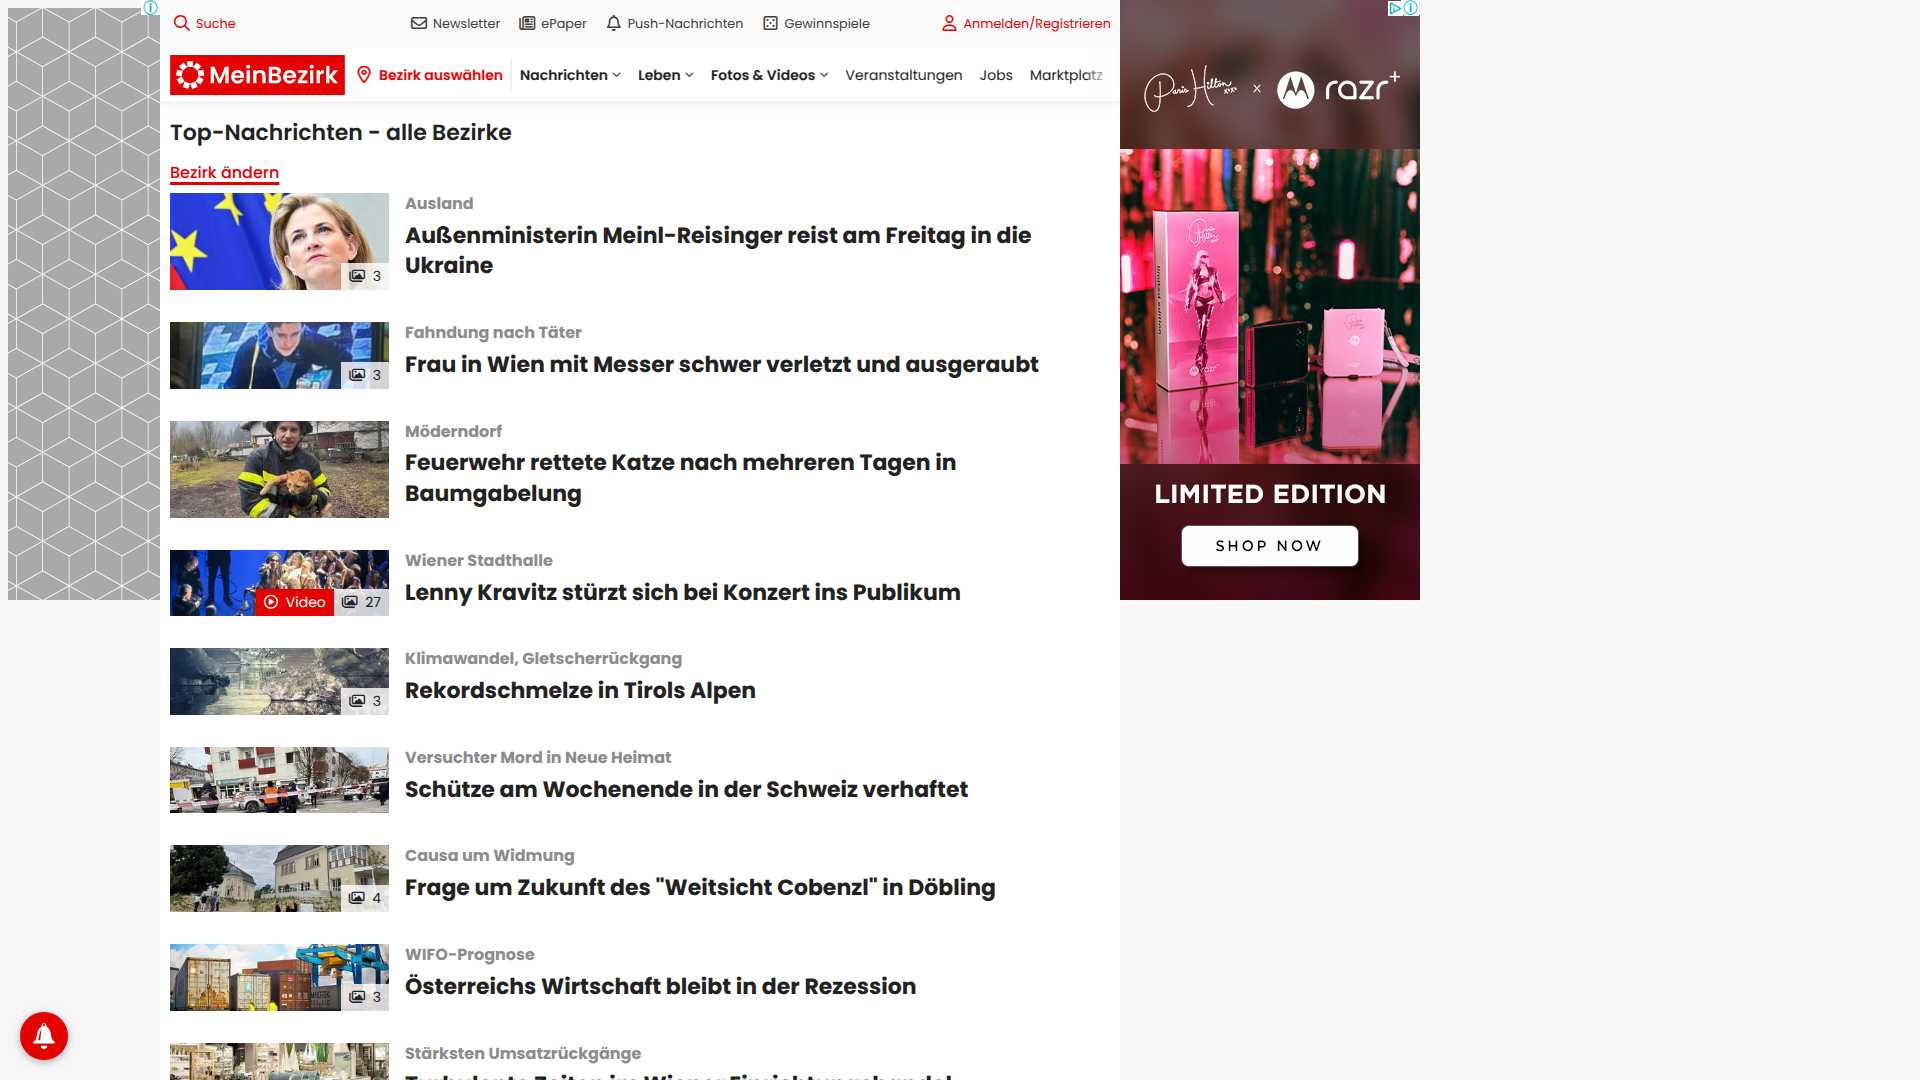 Suche
Newsletter
ePaper
Push-Nachrichten
Gewinnspiele
Anmelden/Registrieren
MeinBezirk
Bezirk auswählen
Nachrichten
Leben
Fotos & Videos
Veranstaltungen
Jobs
Marktplatz
Top-Nachrichten - alle Bezirke
Bezirk ändern
3
Ausland
Außenministerin Meinl-Reisinger reist am Freitag in die
Ukraine
3
Fahndung nach Täter
Frau in Wien mit Messer schwer verletzt und ausgeraubt
Möderndorf
Feuerwehr rettete Katze nach mehreren Tagen in
Baumgabelung
Video
27
Wiener Stadthalle
Lenny Kravitz stürzt sich bei Konzert ins Publikum
3
Klimawandel, Gletscherrückgang
Rekordschmelze in Tirols Alpen
Versuchter Mord in Neue Heimat
Schütze am Wochenende in der Schweiz verhaftet
4
Causa um Widmung
Frage um Zukunft des "Weitsicht Cobenzl" in Döbling
3
WIFO-Prognose
Österreichs Wirtschaft bleibt in der Rezession
Stärksten Umsatzrückgänge
Turbulente Zeiten im Wiener Einrichtungshandel
Paris Hilton x razr+
LIMITED EDITION
SHOP NOW